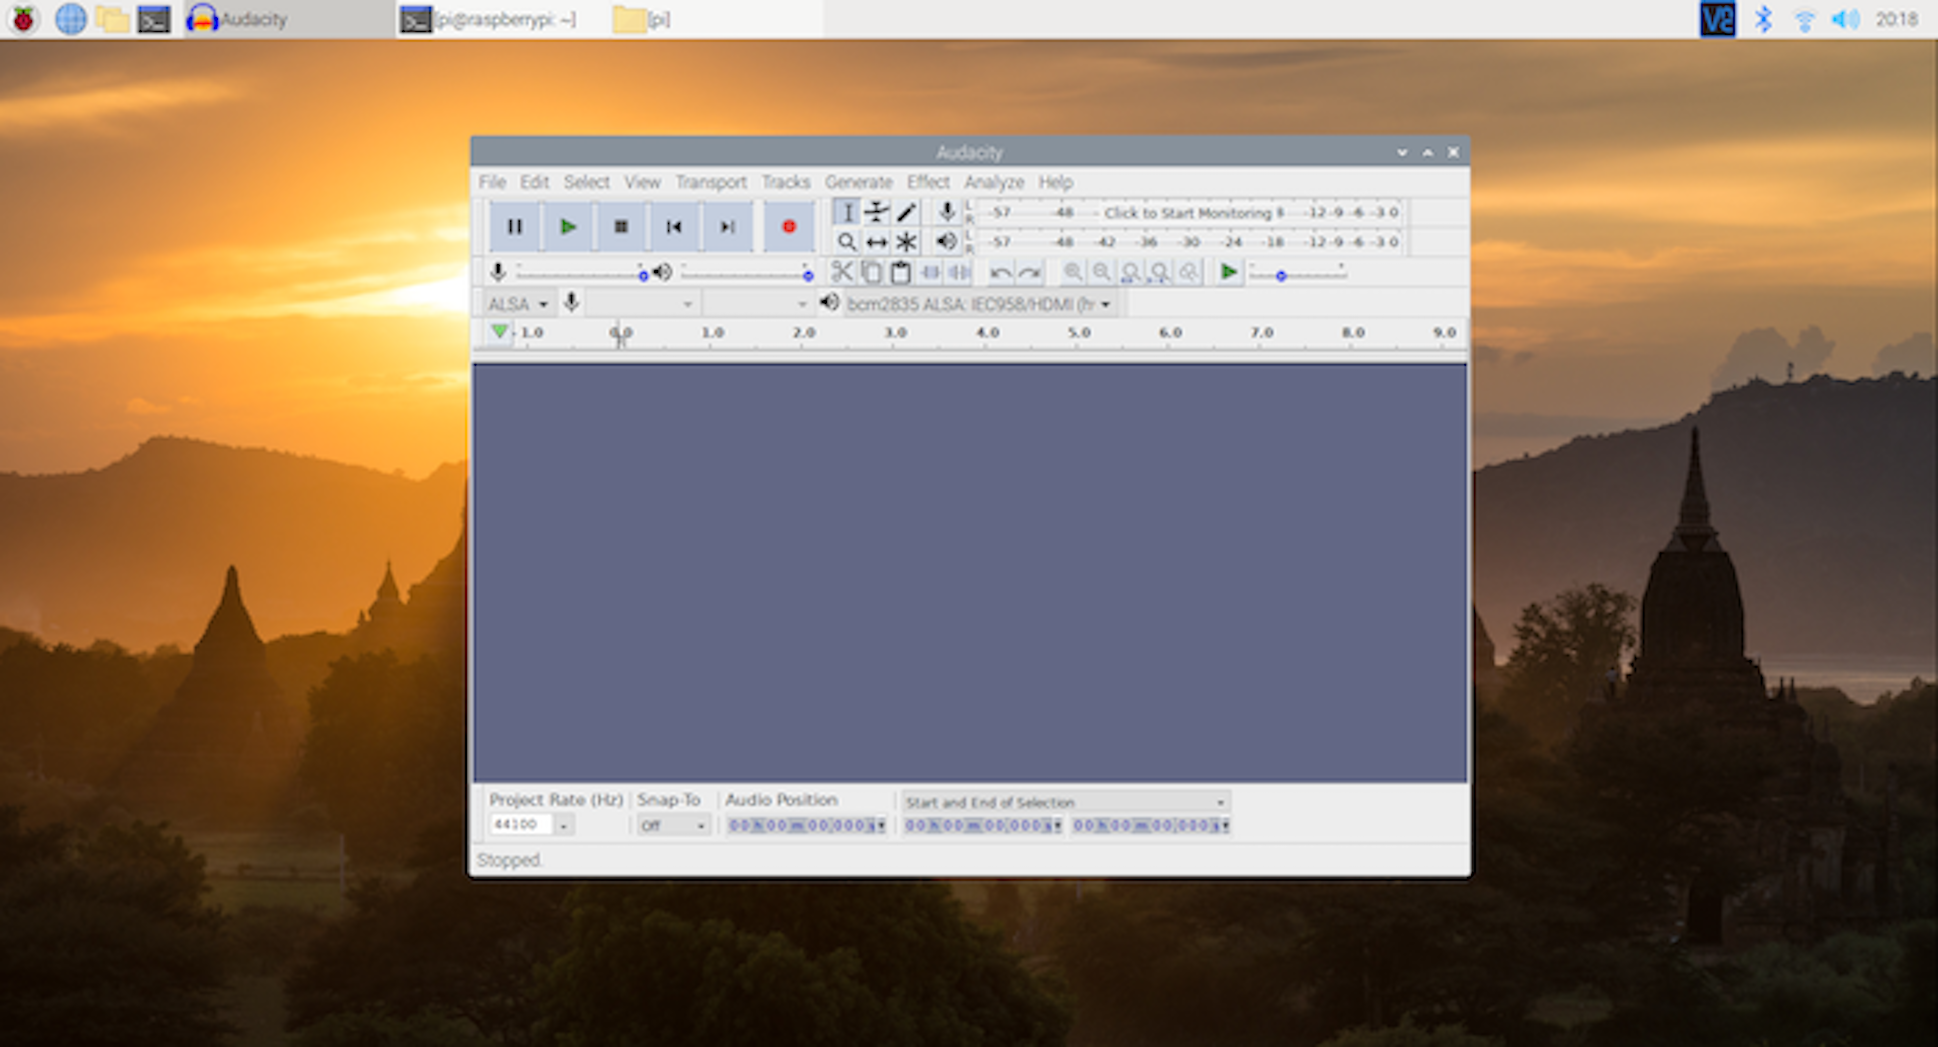 Audacity [pi@raspberrypi: ~] [pi] V2 20:18
Audacity
File Edit Select View Transport Tracks Generate Effect Analyze Help
L R -57 -48 - Click to Start Monitoring -12 -9 -6 -3 0
L R -57 -48 -42 -36 -30 -24 -18 -12 -9 -6 -3 0
ALSA bcm2835 ALSA: IEC958/HDMI (hr
- 1.0 0.0 1.0 2.0 3.0 4.0 5.0 6.0 7.0 8.0 9.0
Project Rate (Hz) Snap-To Audio Position Start and End of Selection
44100 Off 00 h 00 m 00.000 s 00 h 00 m 00.000 s 00 h 00 m 00.000 s
Stopped.